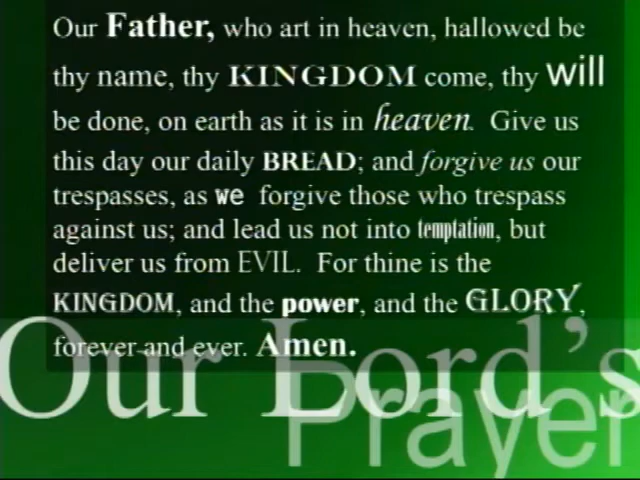 Our Father, who art in heaven, hallowed be
thy name, thy KINGDOM come, thy will
be done, on earth as it is in heaven. Give us
this day our daily BREAD; and forgive us our
trespasses, as we forgive those who trespass
against us; and lead us not into temptation, but
deliver us from EVIL. For thine is the
KINGDOM, and the power, and the GLORY,
forever and ever. Amen.
Our Lord's
Prayer